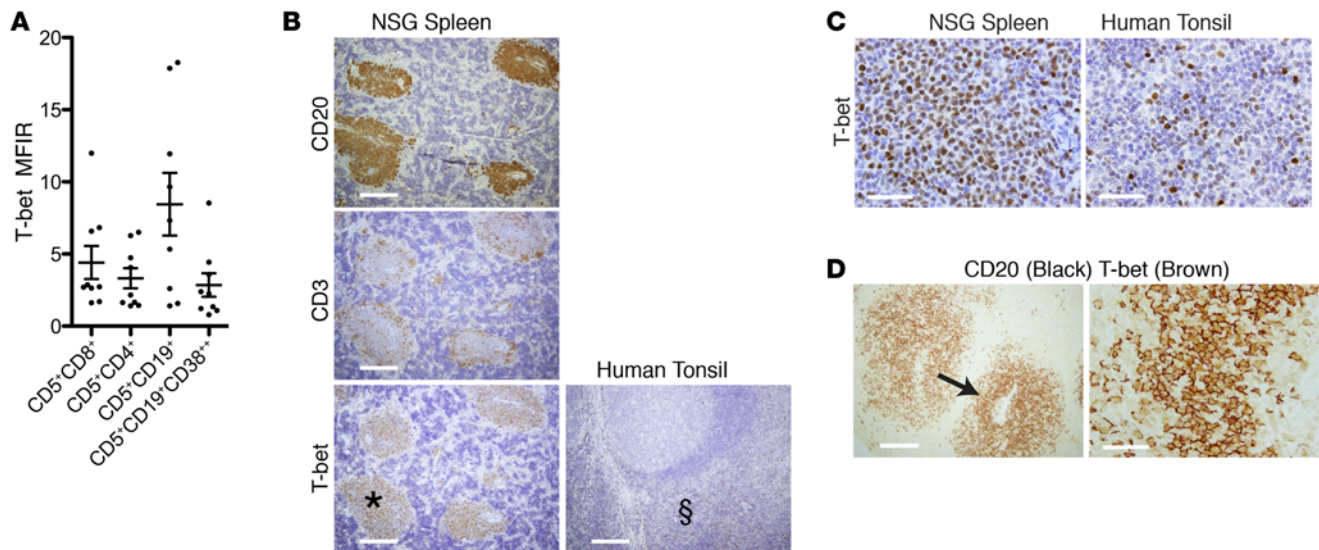 A
T-bet MFIR
20
15
10
5
0
CD5⁺CD8⁺
CD5⁺CD4⁺
CD5⁺CD19⁺
CD5⁺CD19⁺CD38⁺⁺
B
NSG Spleen
CD20
CD3
T-bet
*
Human Tonsil
§
C
NSG Spleen
Human Tonsil
T-bet
D
CD20 (Black) T-bet (Brown)